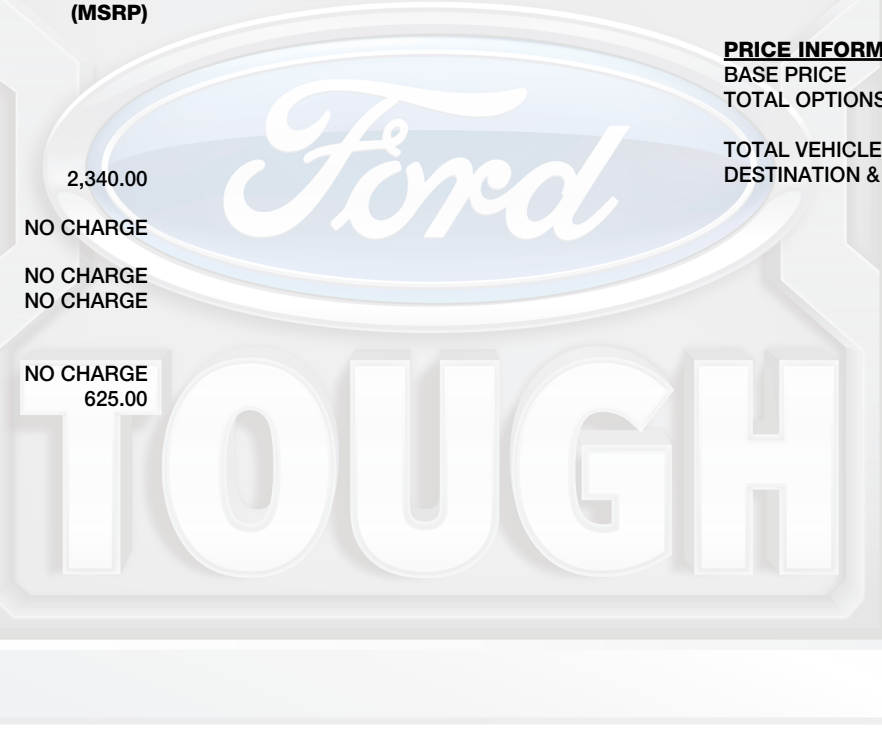 (MSRP)
2,340.00
NO CHARGE
NO CHARGE
NO CHARGE
NO CHARGE
625.00
PRICE INFORM
BASE PRICE
TOTAL OPTIONS
TOTAL VEHICLE
DESTINATION &
Ford
TOUGH